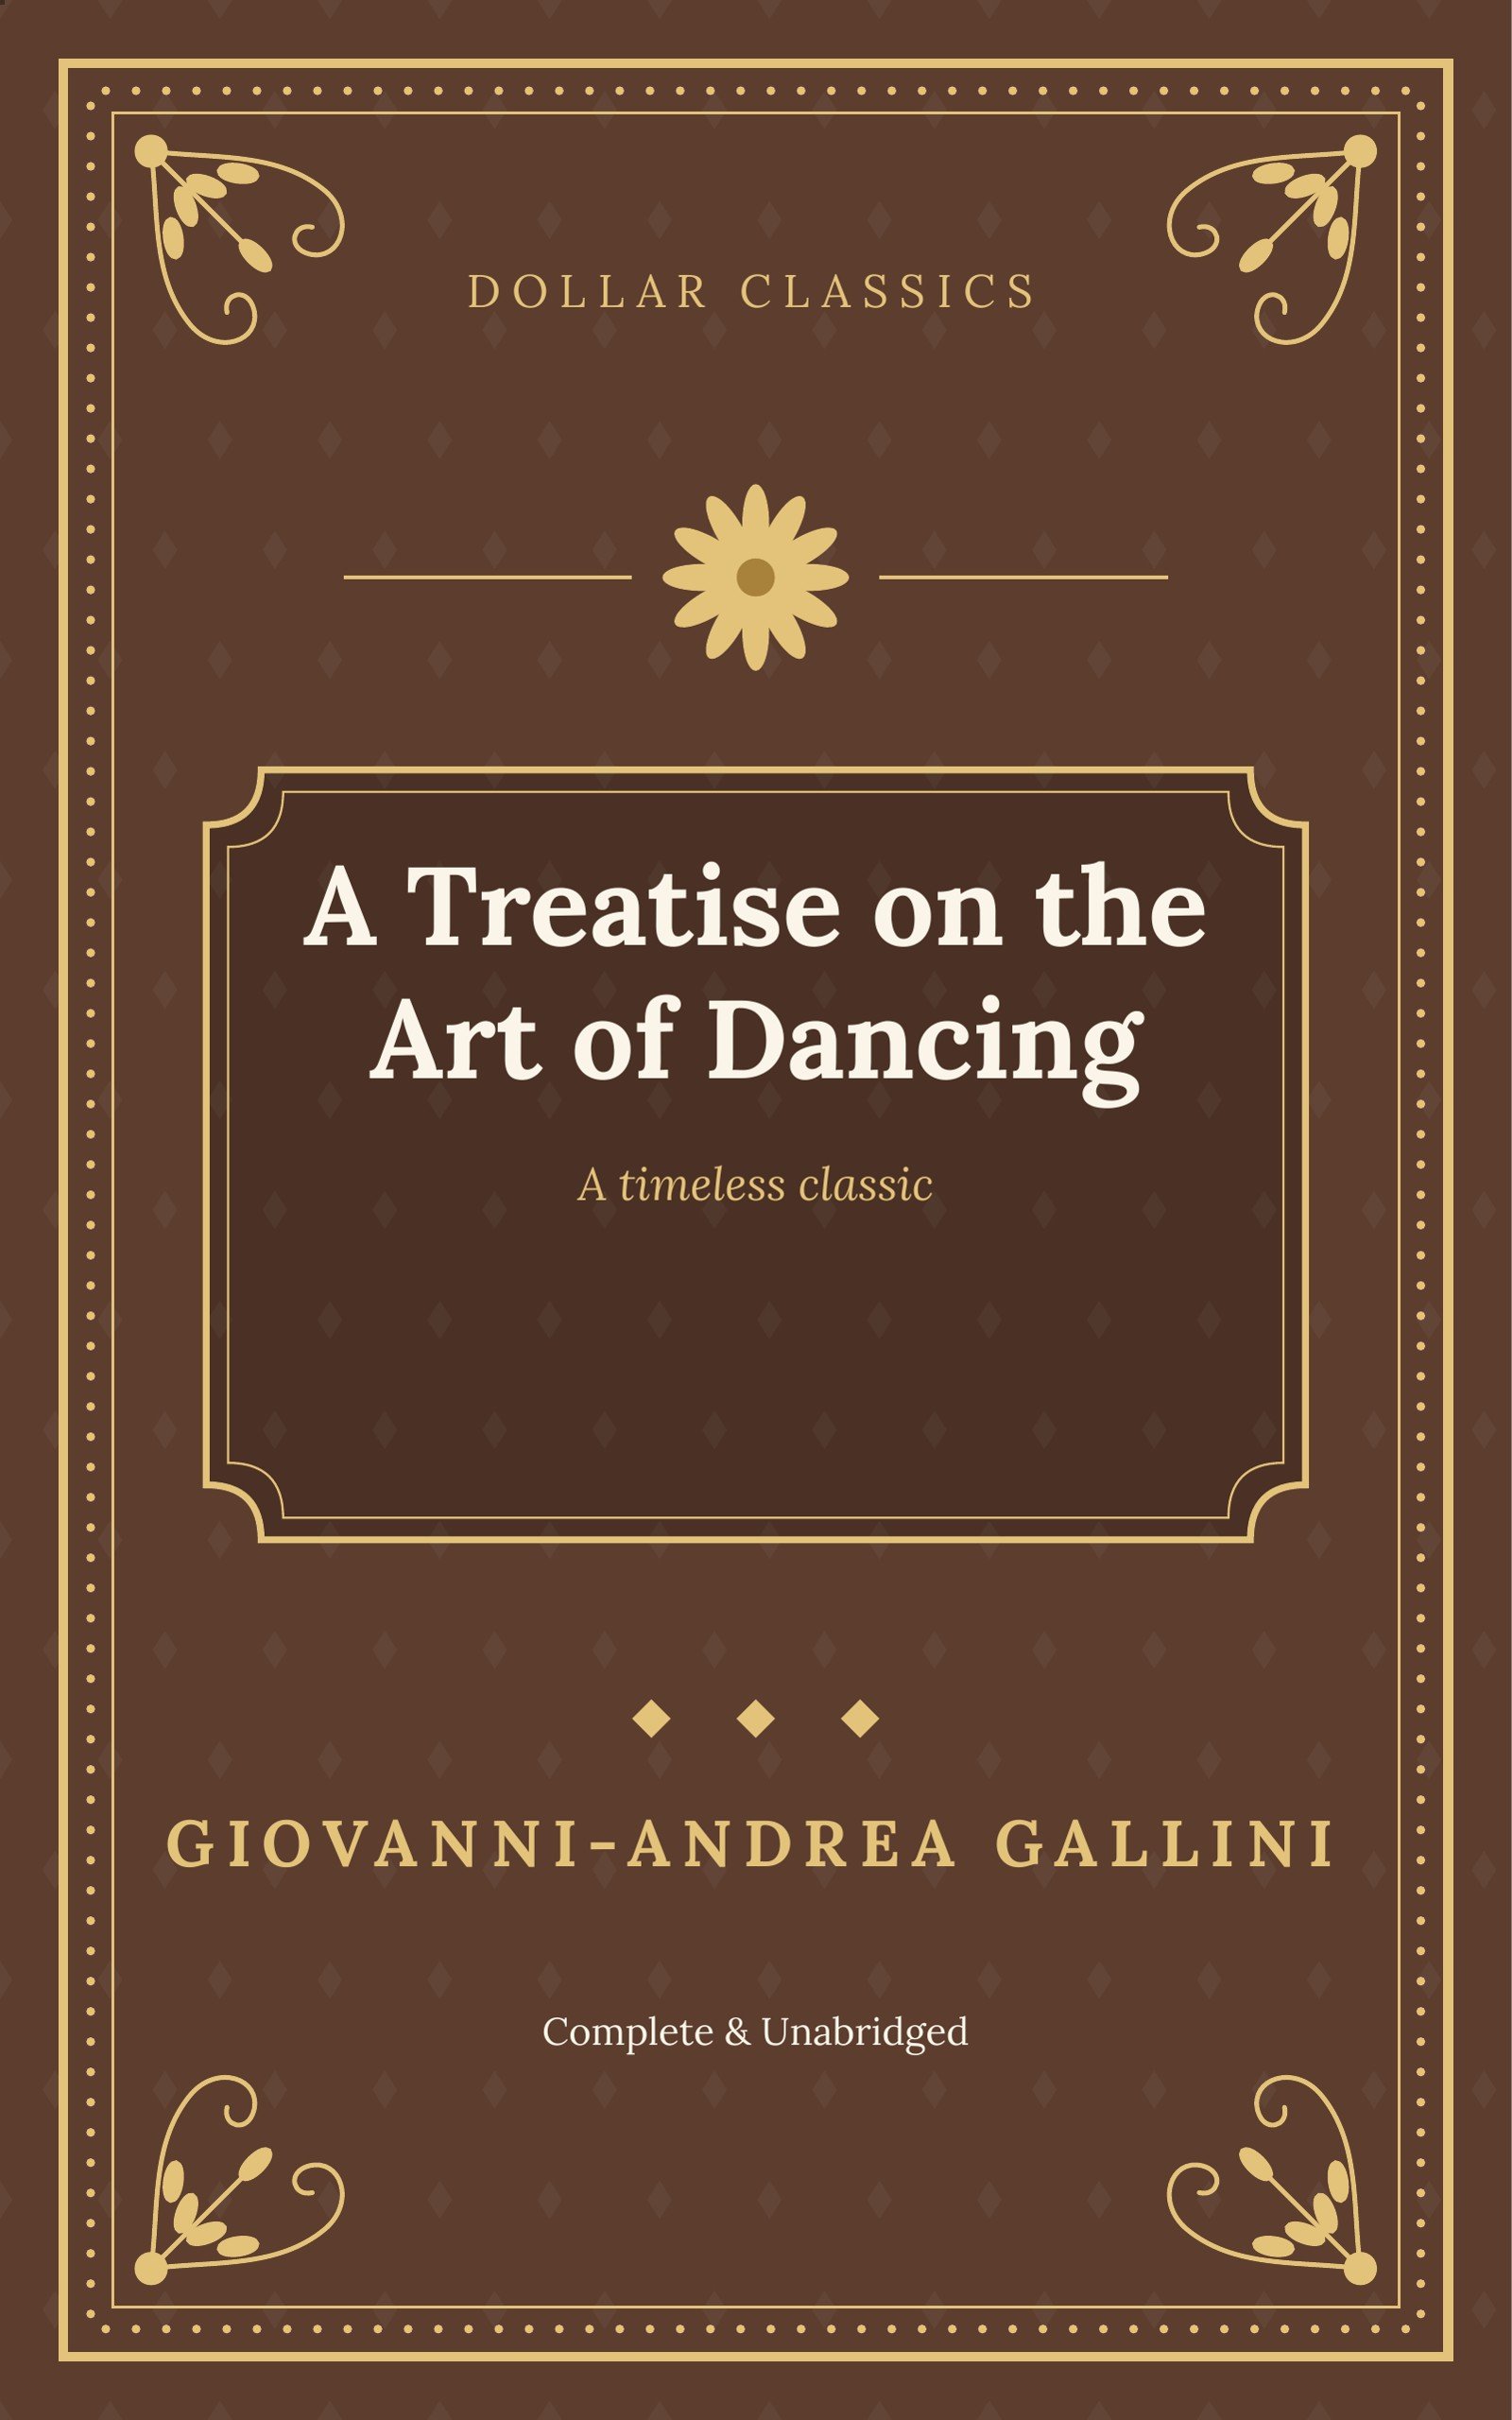 DOLLAR CLASSICS
A Treatise on the
Art of Dancing
A timeless classic
GIOVANNI-ANDREA GALLINI
Complete & Unabridged